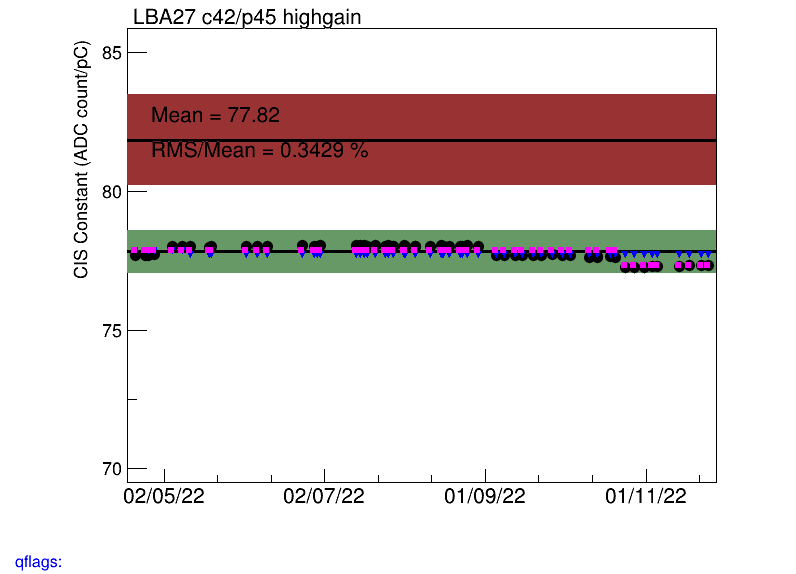 LBA27 c42/p45 highgain
CIS Constant (ADC count/pC)
85
80
75
70
Mean = 77.82
RMS/Mean = 0.3429 %
02/05/22 02/07/22 01/09/22 01/11/22
qflags: